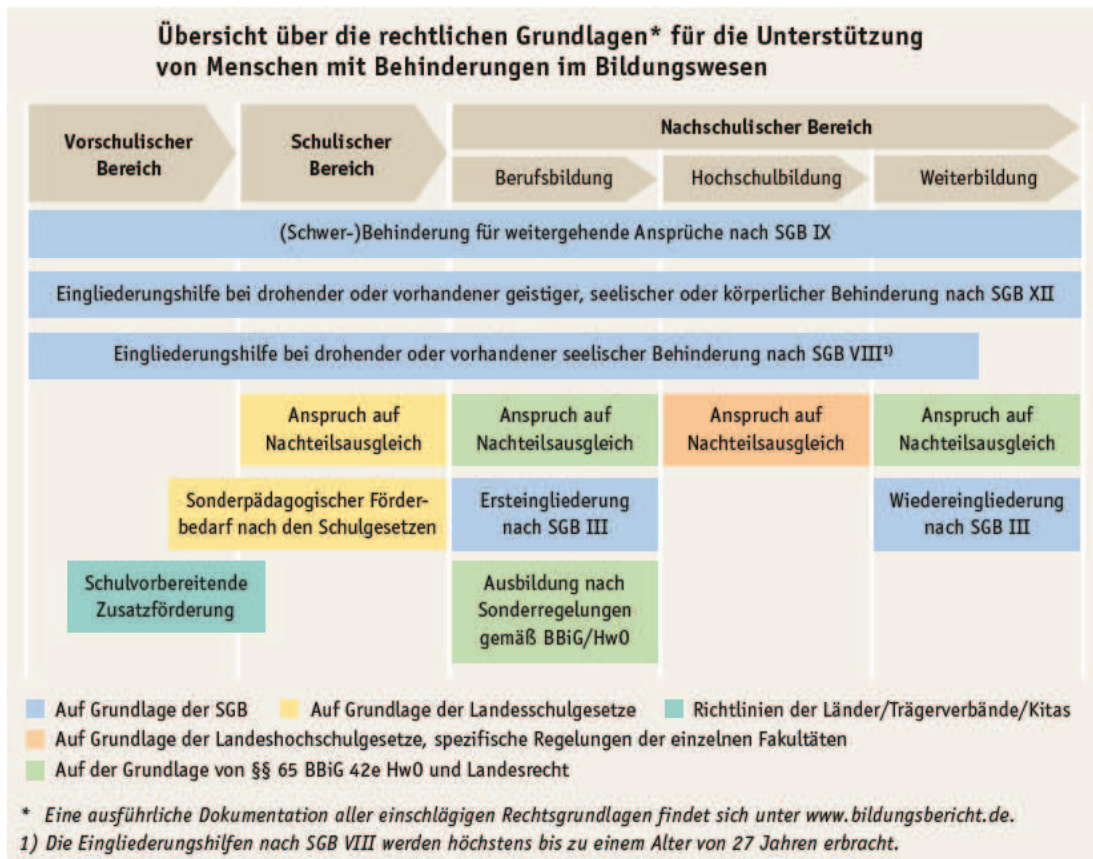 Übersicht über die rechtlichen Grundlagen* für die Unterstützung
von Menschen mit Behinderungen im Bildungswesen
Vorschulischer
Bereich
Schulischer
Bereich
Nachschulischer Bereich
Berufsbildung
Hochschulbildung
Weiterbildung
(Schwer-)Behinderung für weitergehende Ansprüche nach SGB IX
Eingliederungshilfe bei drohender oder vorhandener geistiger, seelischer oder körperlicher Behinderung nach SGB XII
Eingliederungshilfe bei drohender oder vorhandener seelischer Behinderung nach SGB VIII¹⁾
Anspruch auf
Nachteilsausgleich
Anspruch auf
Nachteilsausgleich
Anspruch auf
Nachteilsausgleich
Anspruch auf
Nachteilsausgleich
Sonderpädagogischer Förder-
bedarf nach den Schulgesetzen
Ersteingliederung
nach SGB III
Wiedereingliederung
nach SGB III
Schulvorbereitende
Zusatzförderung
Ausbildung nach
Sonderregelungen
gemäß BBiG/HwO
Auf Grundlage der SGB
Auf Grundlage der Landesschulgesetze
Richtlinien der Länder/Trägerverbände/Kitas
Auf Grundlage der Landeshochschulgesetze, spezifische Regelungen der einzelnen Fakultäten
Auf der Grundlage von §§ 65 BBiG 42e HwO und Landesrecht
* Eine ausführliche Dokumentation aller einschlägigen Rechtsgrundlagen findet sich unter www.bildungsbericht.de.
1) Die Eingliederungshilfen nach SGB VIII werden höchstens bis zu einem Alter von 27 Jahren erbracht.